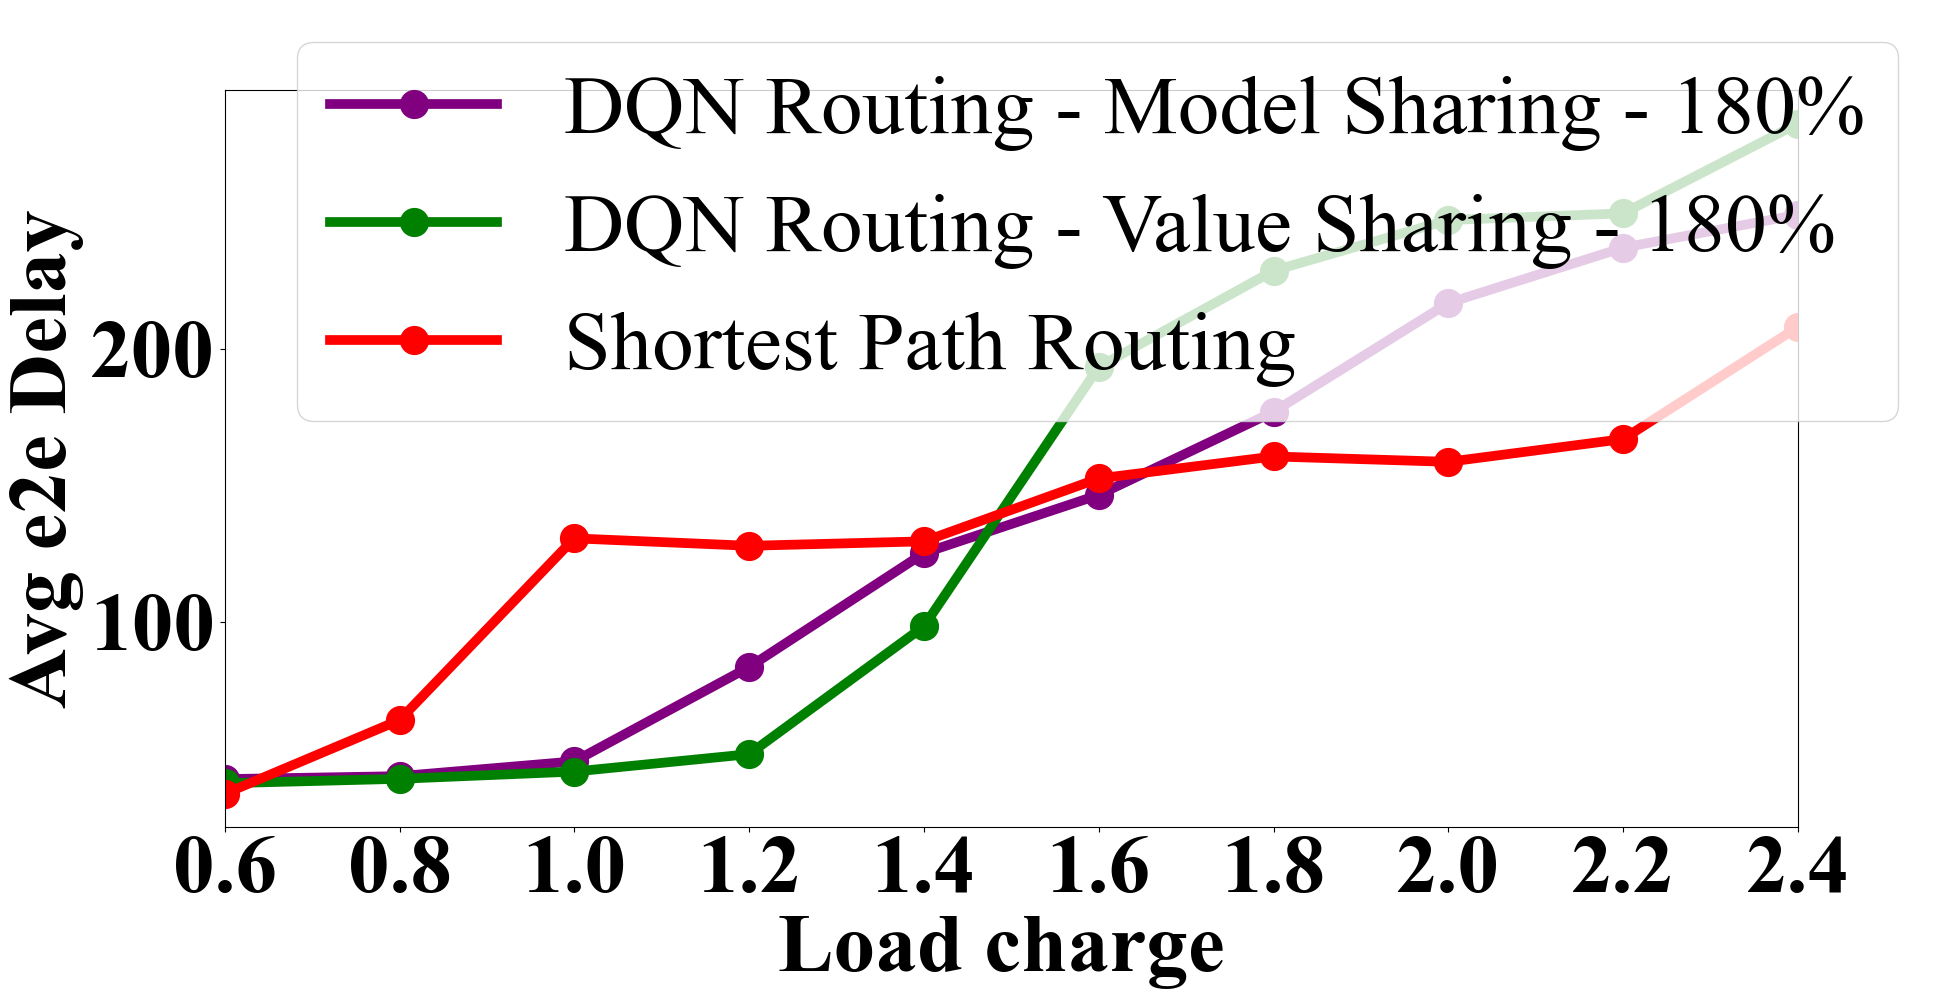 DQN Routing - Model Sharing - 180%
DQN Routing - Value Sharing - 180%
Shortest Path Routing
Avg e2e Delay
200
100
0.6 0.8 1.0 1.2 1.4 1.6 1.8 2.0 2.2 2.4
Load charge